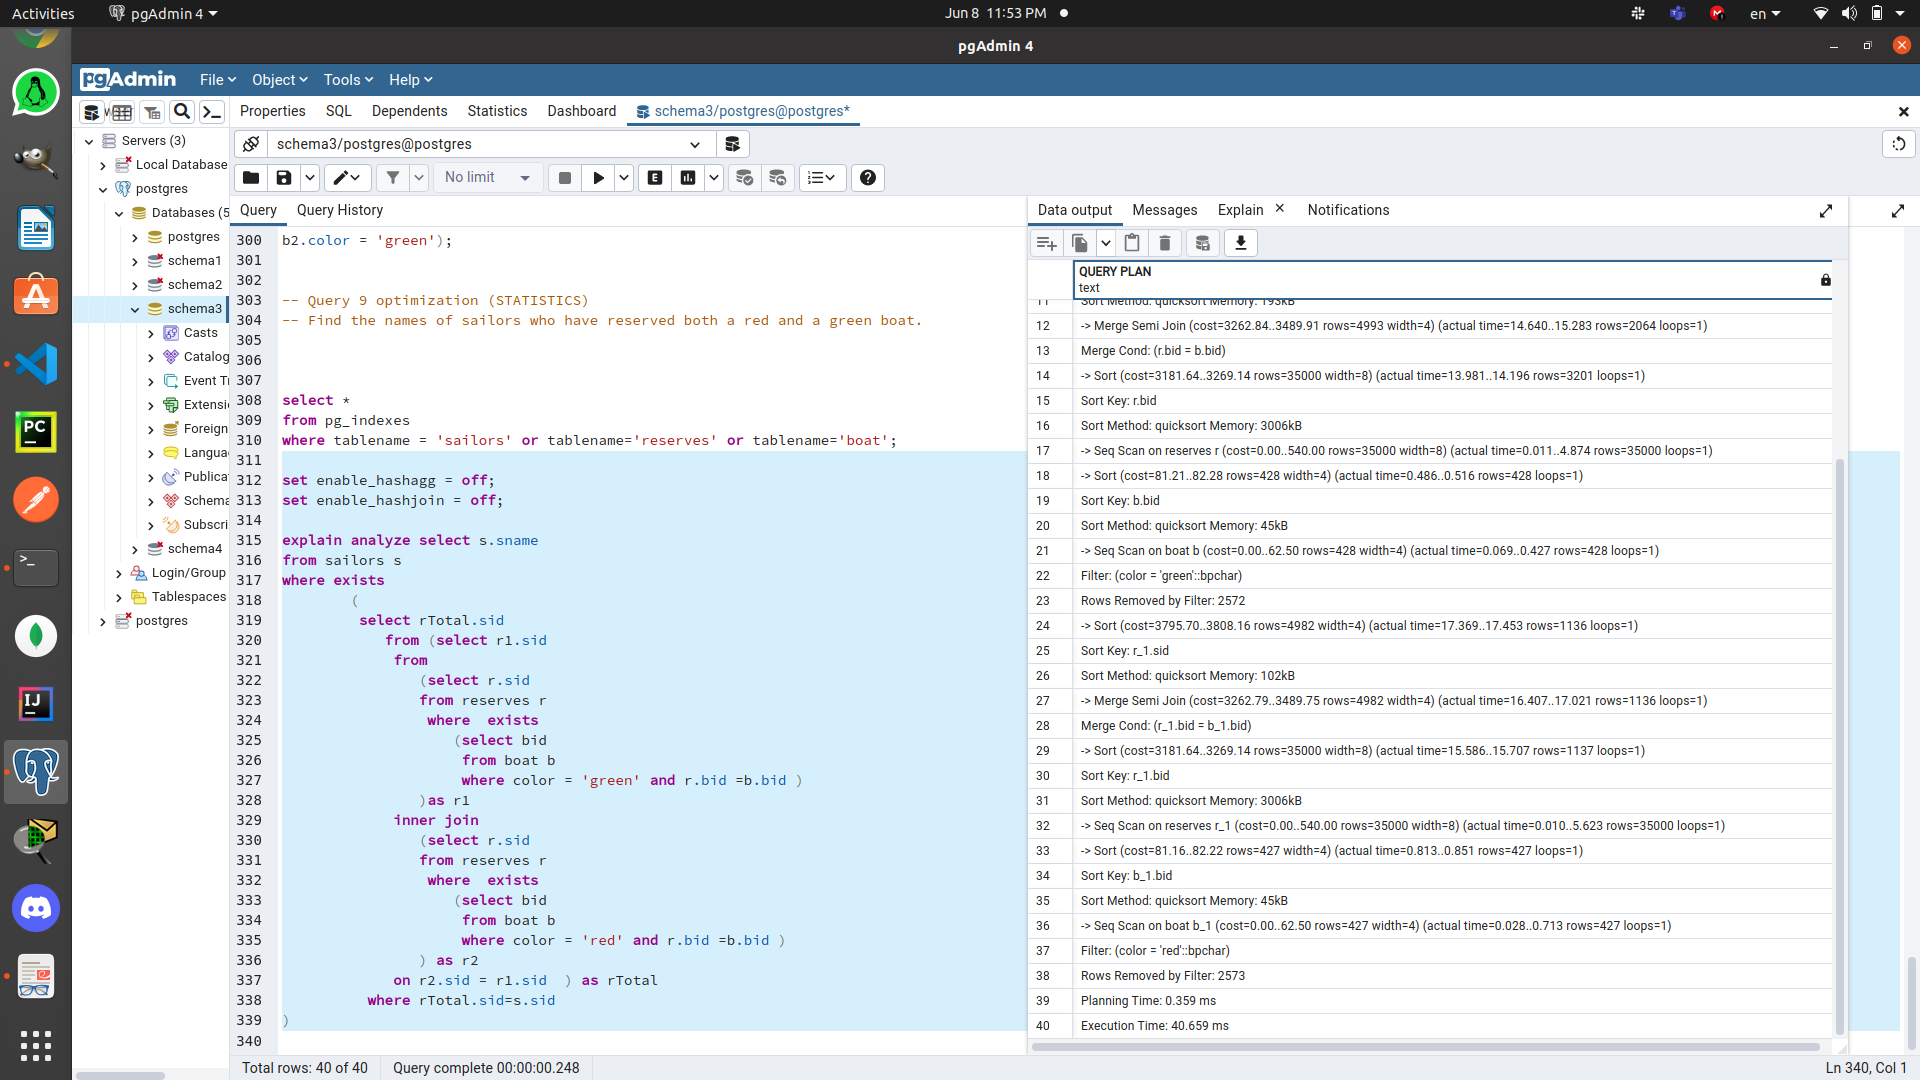 Activities
pgAdmin 4
Jun 8 11:53 PM
en
pgAdmin 4
pgAdmin
File
Object
Tools
Help
Properties
SQL
Dependents
Statistics
Dashboard
schema3/postgres@postgres*
Servers (3)
Local Database
postgres
Databases (5
postgres
schema1
schema2
schema3
Casts
Catalog
Event Tr
Extensi
Foreign
Langua
Publica
Schema
Subscri
schema4
Login/Group
Tablespaces
postgres
schema3/postgres@postgres
No limit
E
Query
Query History
300 b2.color = 'green');
301
302
303 -- Query 9 optimization (STATISTICS)
304 -- Find the names of sailors who have reserved both a red and a green boat.
305
306
307
308 select *
309 from pg_indexes
310 where tablename = 'sailors' or tablename='reserves' or tablename='boat';
311
312 set enable_hashagg = off;
313 set enable_hashjoin = off;
314
315 explain analyze select s.sname
316 from sailors s
317 where exists
318 (
319 select rTotal.sid
320 from (select r1.sid
321 from
322 (select r.sid
323 from reserves r
324 where  exists
325 (select bid
326 from boat b
327 where color = 'green' and r.bid =b.bid )
328 )as r1
329 inner join
330 (select r.sid
331 from reserves r
332 where  exists
333 (select bid
334 from boat b
335 where color = 'red' and r.bid =b.bid )
336 ) as r2
337 on r2.sid = r1.sid  ) as rTotal
338 where rTotal.sid=s.sid
339 )
340
Data output
Messages
Explain
Notifications
QUERY PLAN
text
11 Sort Method: quicksort Memory: 193kB
12 -> Merge Semi Join (cost=3262.84..3489.91 rows=4993 width=4) (actual time=14.640..15.283 rows=2064 loops=1)
13 Merge Cond: (r.bid = b.bid)
14 -> Sort (cost=3181.64..3269.14 rows=35000 width=8) (actual time=13.981..14.196 rows=3201 loops=1)
15 Sort Key: r.bid
16 Sort Method: quicksort Memory: 3006kB
17 -> Seq Scan on reserves r (cost=0.00..540.00 rows=35000 width=8) (actual time=0.011..4.874 rows=35000 loops=1)
18 -> Sort (cost=81.21..82.28 rows=428 width=4) (actual time=0.486..0.516 rows=428 loops=1)
19 Sort Key: b.bid
20 Sort Method: quicksort Memory: 45kB
21 -> Seq Scan on boat b (cost=0.00..62.50 rows=428 width=4) (actual time=0.069..0.427 rows=428 loops=1)
22 Filter: (color = 'green'::bpchar)
23 Rows Removed by Filter: 2572
24 -> Sort (cost=3795.70..3808.16 rows=4982 width=4) (actual time=17.369..17.453 rows=1136 loops=1)
25 Sort Key: r_1.sid
26 Sort Method: quicksort Memory: 102kB
27 -> Merge Semi Join (cost=3262.79..3489.75 rows=4982 width=4) (actual time=16.407..17.021 rows=1136 loops=1)
28 Merge Cond: (r_1.bid = b_1.bid)
29 -> Sort (cost=3181.64..3269.14 rows=35000 width=8) (actual time=15.586..15.707 rows=1137 loops=1)
30 Sort Key: r_1.bid
31 Sort Method: quicksort Memory: 3006kB
32 -> Seq Scan on reserves r_1 (cost=0.00..540.00 rows=35000 width=8) (actual time=0.010..5.623 rows=35000 loops=1)
33 -> Sort (cost=81.16..82.22 rows=427 width=4) (actual time=0.813..0.851 rows=427 loops=1)
34 Sort Key: b_1.bid
35 Sort Method: quicksort Memory: 45kB
36 -> Seq Scan on boat b_1 (cost=0.00..62.50 rows=427 width=4) (actual time=0.028..0.713 rows=427 loops=1)
37 Filter: (color = 'red'::bpchar)
38 Rows Removed by Filter: 2573
39 Planning Time: 0.359 ms
40 Execution Time: 40.659 ms
Total rows: 40 of 40
Query complete 00:00:00.248
Ln 340, Col 1
PC
IJ